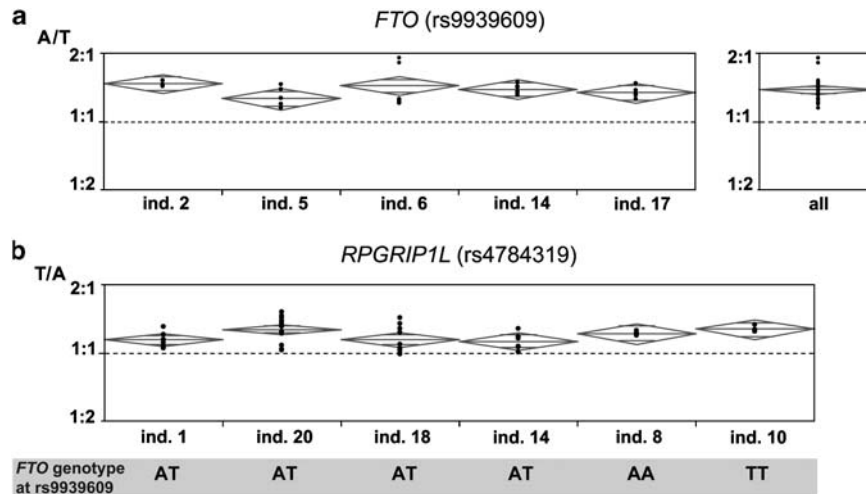 a
FTO (rs9939609)
A/T
2:1
1:1
1:2
ind. 2 ind. 5 ind. 6 ind. 14 ind. 17 all
2:1
1:1
1:2
b
RPGRIP1L (rs4784319)
T/A
2:1
1:1
1:2
ind. 1 ind. 20 ind. 18 ind. 14 ind. 8 ind. 10
FTO genotype
at rs9939609
AT AT AT AT AA TT